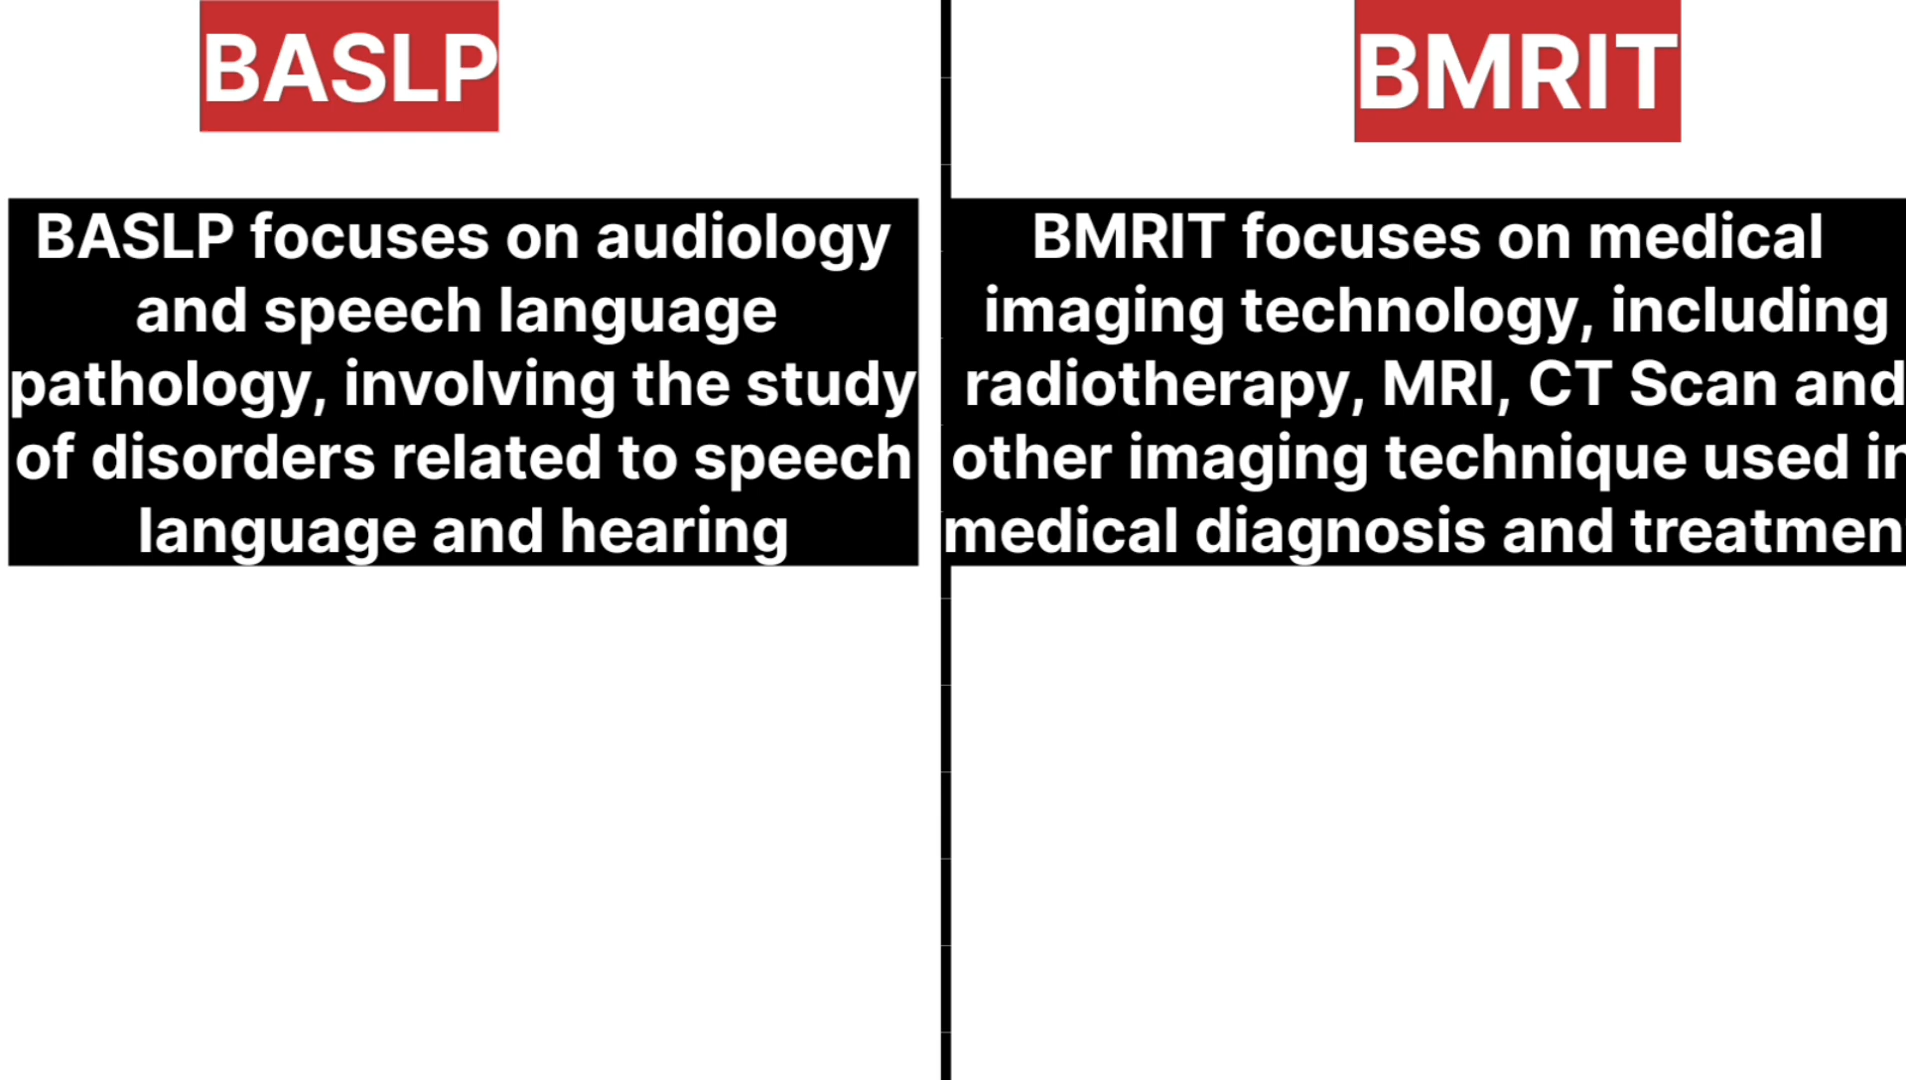 BASLP
BASLP focuses on audiology
and speech language
pathology, involving the study
of disorders related to speech
language and hearing
BMRIT
BMRIT focuses on medical
imaging technology, including
radiotherapy, MRI, CT Scan and
other imaging technique used in
medical diagnosis and treatment